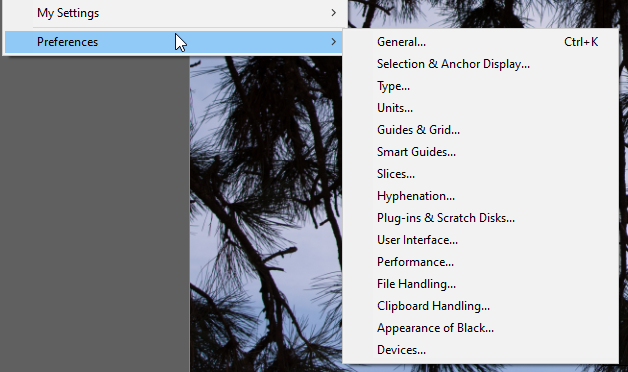 My Settings
Preferences
General... Ctrl+K
Selection & Anchor Display...
Type...
Units...
Guides & Grid...
Smart Guides...
Slices...
Hyphenation...
Plug-ins & Scratch Disks...
User Interface...
Performance...
File Handling...
Clipboard Handling...
Appearance of Black...
Devices...